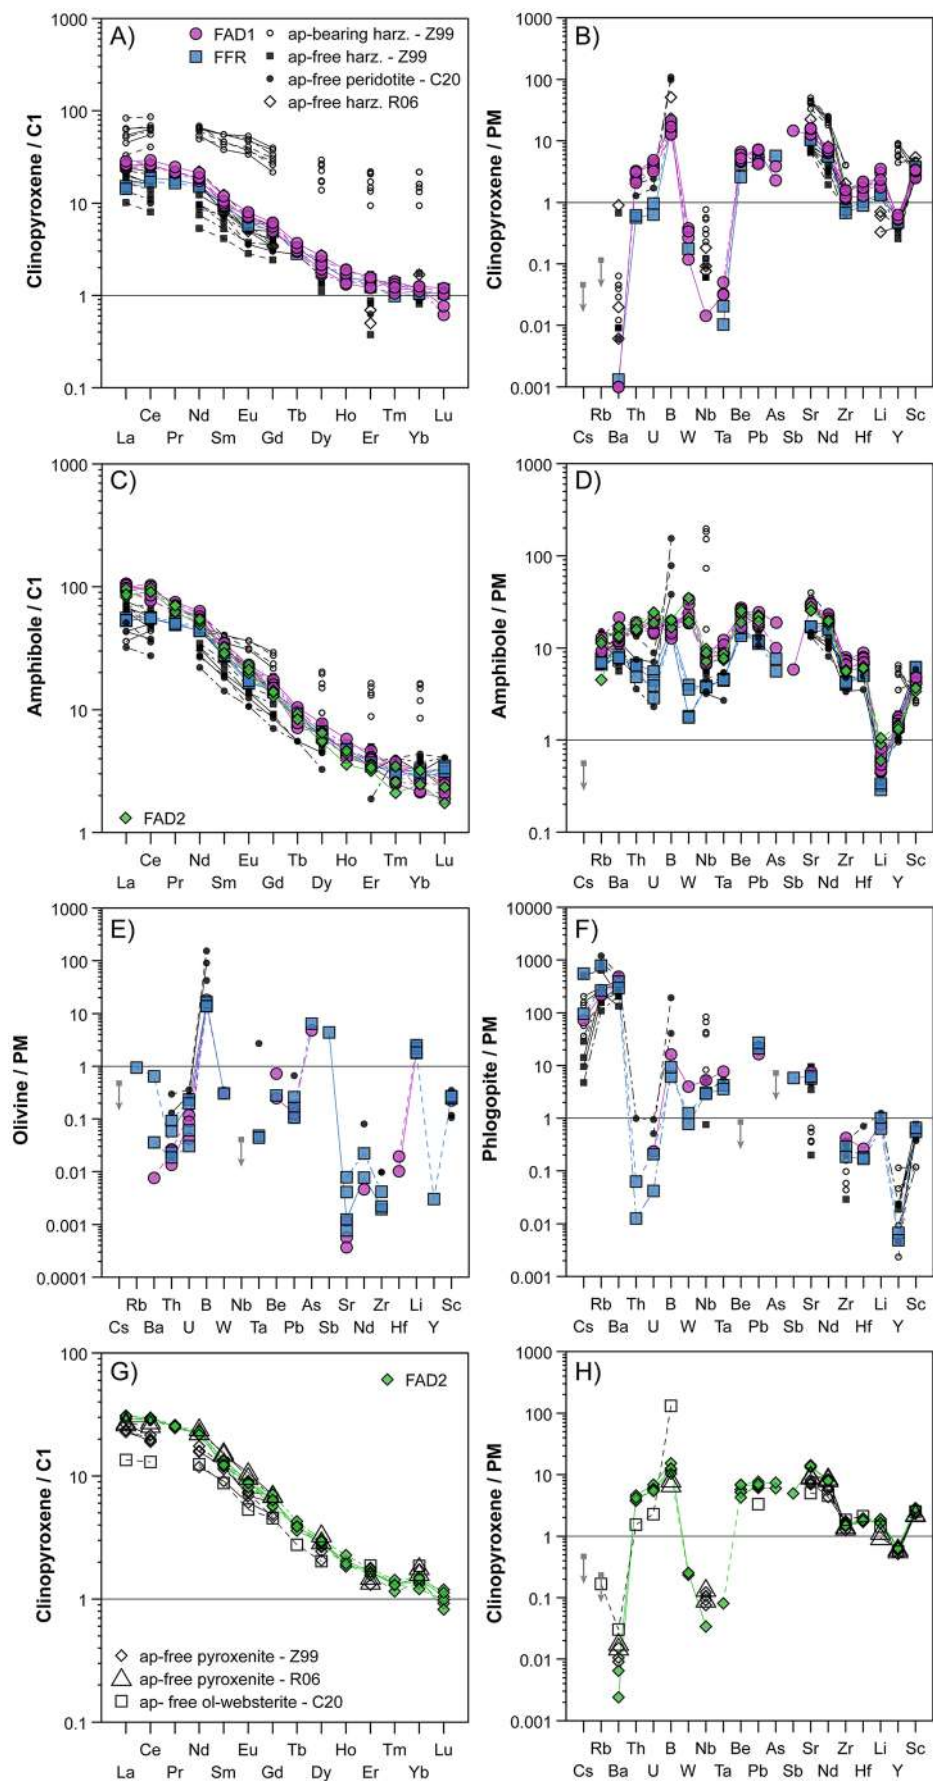 A)
FAD1
FFR
ap-bearing harz. - Z99
ap-free harz. - Z99
ap-free peridotite - C20
ap-free harz. R06
Clinopyroxene / C1
1000
100
10
1
0.1
Ce Nd Eu Tb Ho Tm Lu
La Pr Sm Gd Dy Er Yb
B)
Clinopyroxene / PM
1000
100
10
1
0.1
0.01
0.001
Rb Th B Nb Be As Sr Zr Li Sc
Cs Ba U W Ta Pb Sb Nd Hf Y
C)
FAD2
Amphibole / C1
1000
100
10
1
Ce Nd Eu Tb Ho Tm Lu
La Pr Sm Gd Dy Er Yb
D)
Amphibole / PM
1000
100
10
1
0.1
Rb Th B Nb Be As Sr Zr Li Sc
Cs Ba U W Ta Pb Sb Nd Hf Y
E)
Olivine / PM
1000
100
10
1
0.1
0.01
0.001
0.0001
Rb Th B Nb Be As Sr Zr Li Sc
Cs Ba U W Ta Pb Sb Nd Hf Y
F)
Phlogopite / PM
10000
1000
100
10
1
0.1
0.01
0.001
Rb Th B Nb Be As Sr Zr Li Sc
Cs Ba U W Ta Pb Sb Nd Hf Y
G)
FAD2
Clinopyroxene / C1
100
10
1
0.1
ap-free pyroxenite - Z99
ap-free pyroxenite - R06
ap- free ol-websterite - C20
Ce Nd Eu Tb Ho Tm Lu
La Pr Sm Gd Dy Er Yb
H)
Clinopyroxene / PM
1000
100
10
1
0.1
0.01
0.001
Rb Th B Nb Be As Sr Zr Li Sc
Cs Ba U W Ta Pb Sb Nd Hf Y